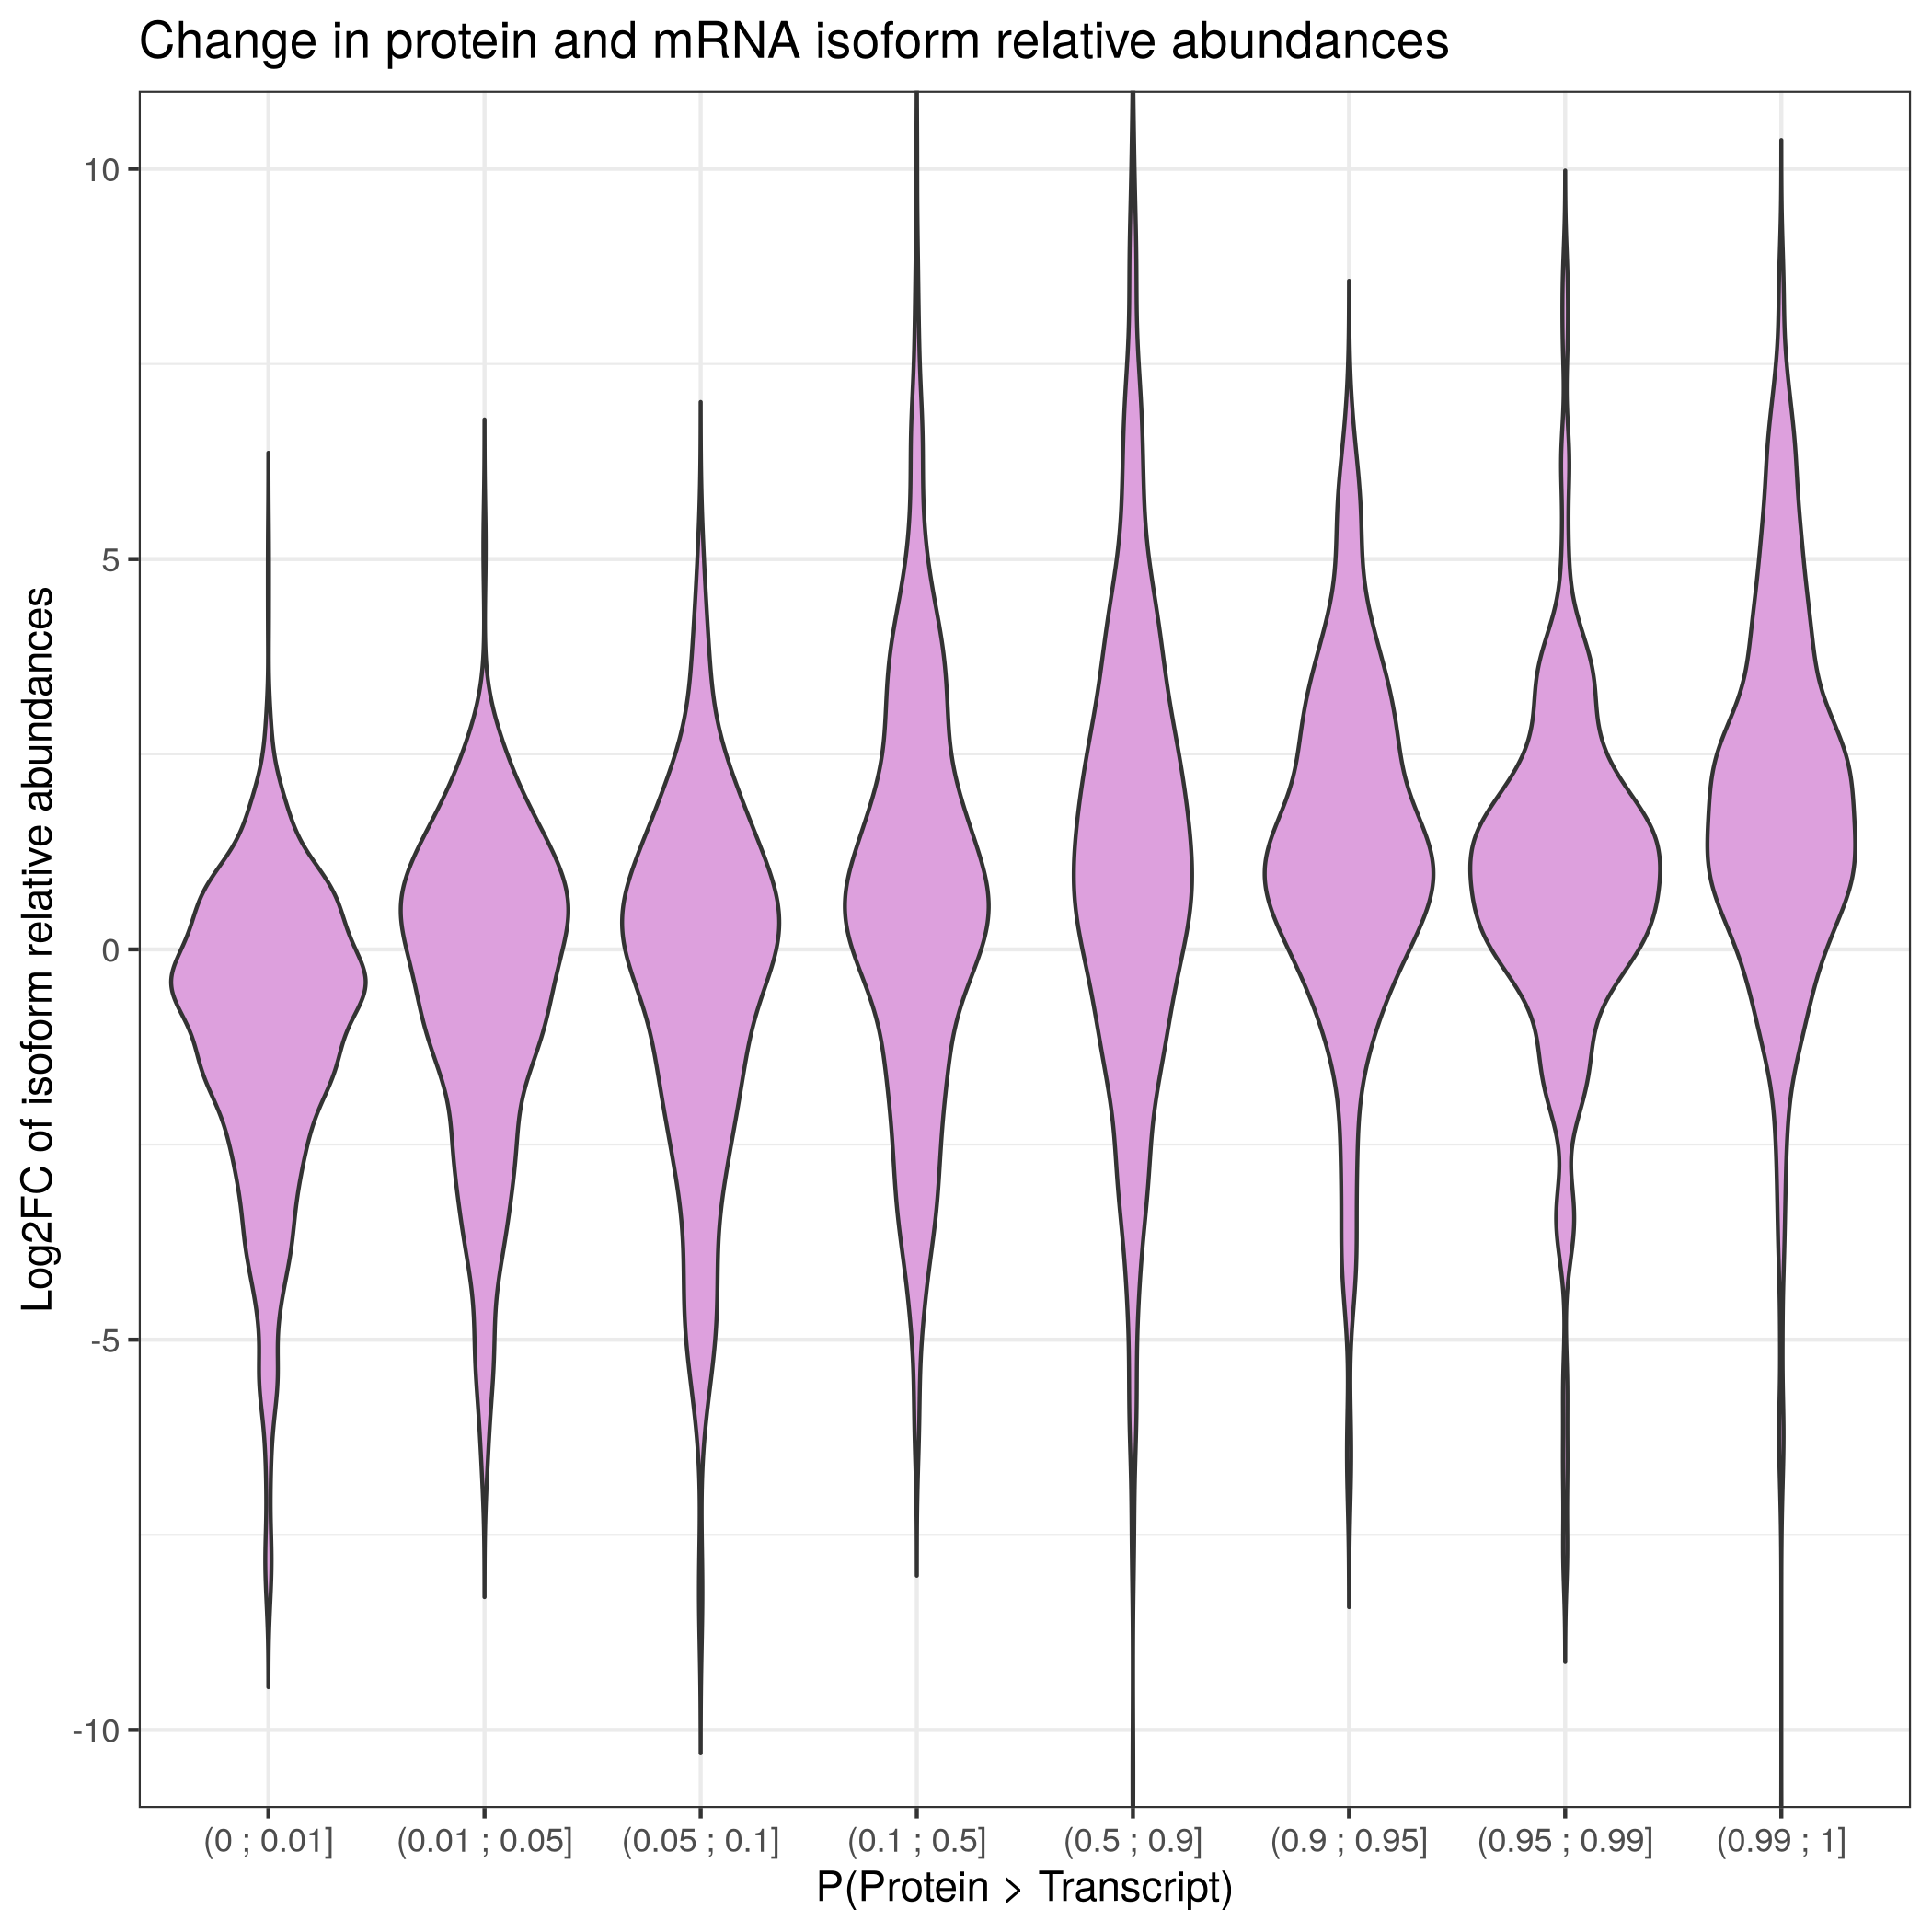 Change in protein and mRNA isoform relative abundances
Log2FC of isoform relative abundances
10
5
0
-5
-10
(0 ; 0.01]
(0.01 ; 0.05]
(0.05 ; 0.1]
(0.1 ; 0.5]
(0.5 ; 0.9]
(0.9 ; 0.95]
(0.95 ; 0.99]
(0.99 ; 1]
P(Protein > Transcript)